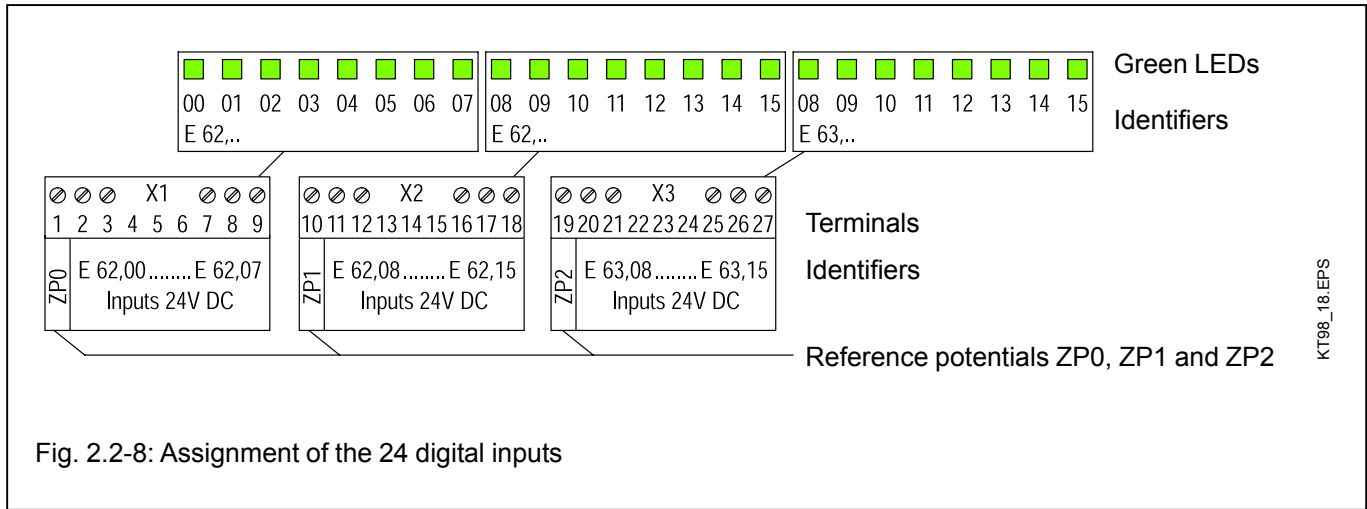 Green LEDs
00 01 02 03 04 05 06 07 08 09 10 11 12 13 14 15 08 09 10 11 12 13 14 15
Identifiers
E 62,.. E 62,.. E 63,..
X1 X2 X3
1 2 3 4 5 6 7 8 9 10 11 12 13 14 15 16 17 18 19 20 21 22 23 24 25 26 27
Terminals
ZP0 E 62,00........E 62,07 ZP1 E 62,08........E 62,15 ZP2 E 63,08........E 63,15
Identifiers
Inputs 24V DC Inputs 24V DC Inputs 24V DC
Reference potentials ZP0, ZP1 and ZP2
KT98_18.EPS
Fig. 2.2-8: Assignment of the 24 digital inputs